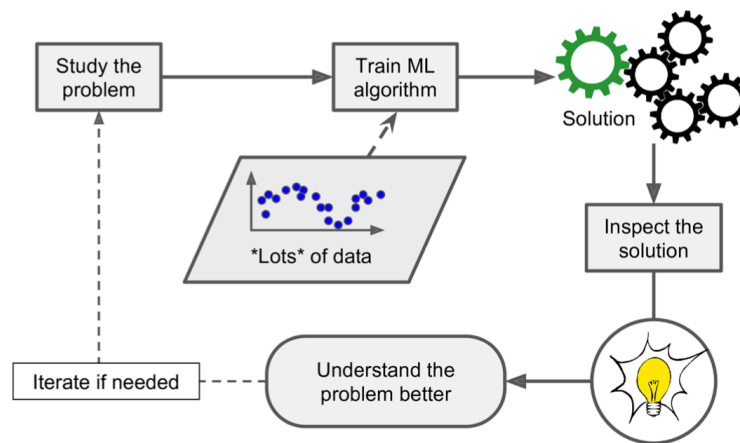 Study the
problem
Train ML
algorithm
Solution
*Lots* of data
Inspect the
solution
Understand the
problem better
Iterate if needed